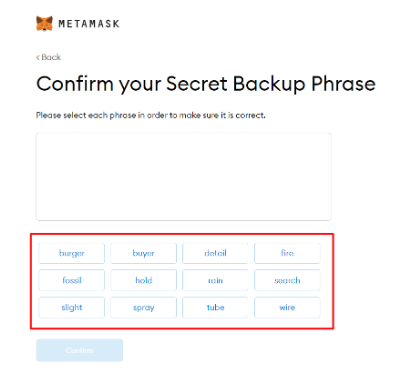 METAMASK
< Back
Confirm your Secret Backup Phrase
Please select each phrase in order to make sure it is correct.
burger buyer detail fire
fossil hold rain search
slight spray tube wire
Confirm